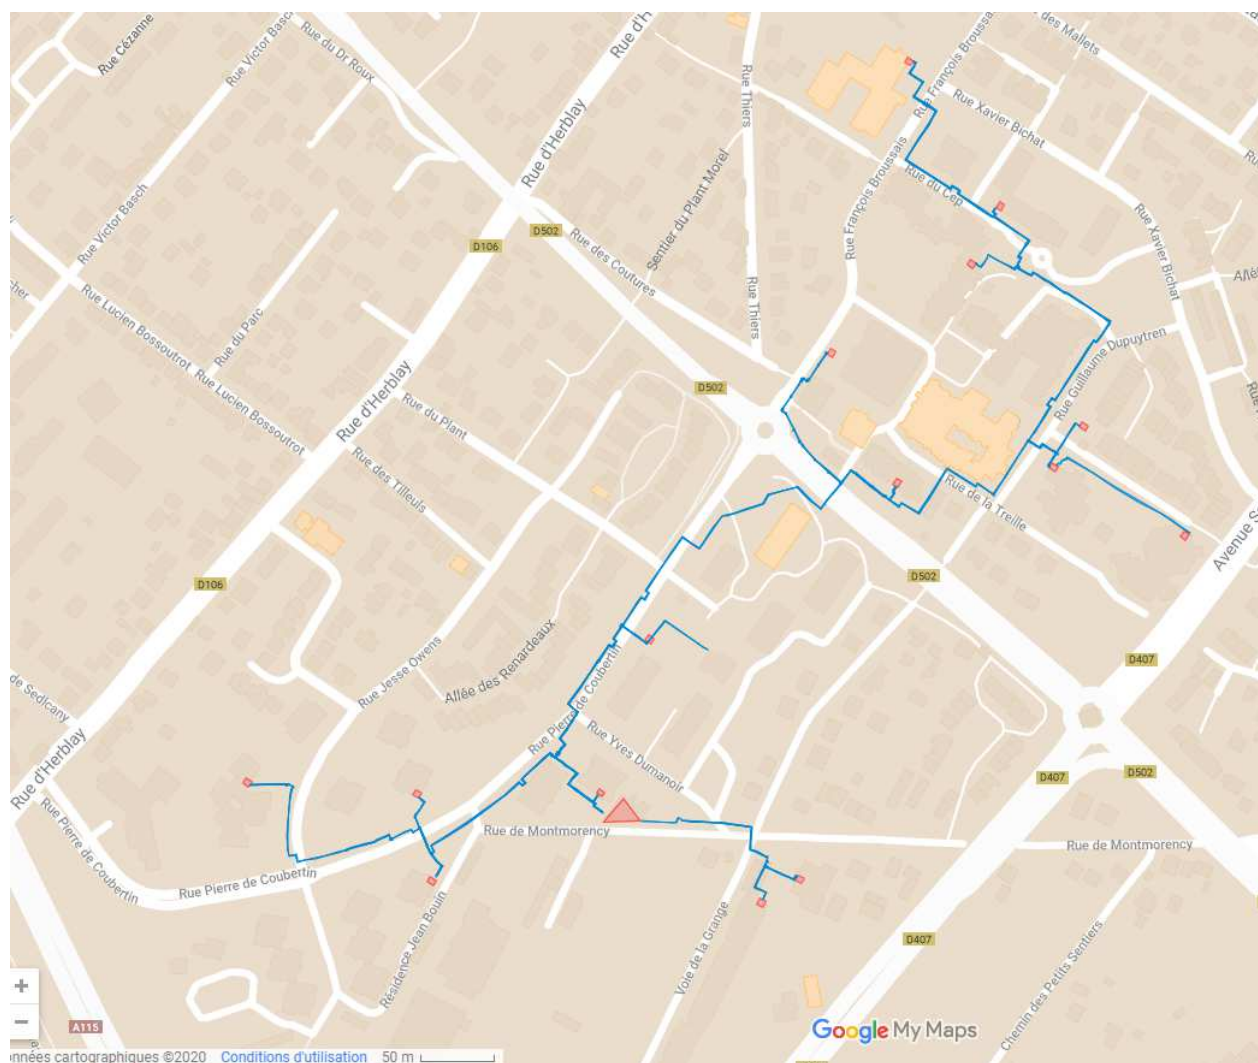 Rue Cézanne
Rue Victor Basch
Rue du Dr Roux
Rue d'Herblay
Rue Thiers
Rue François Broussais
e des Mallets
Rue Xavier Bichat
Rue d'Herblay
Rue du Cep
Sentier du Plant Morel
Rue François Broussais
Rue Xavier Bichat
Rue Victor Basch
D502
D106
Rue des Coutures
Rue Thiers
Allé
cher
Rue Lucien Bossoutrot
Rue du Parc
Rue Guillaume Dupuytren
Rue Lucien Bossoutrot
Rue d'Herblay
D502
Rue du Plant
Rue des Tilleuls
Rue de la Treille
Avenue S
D106
D502
Allée des Renardeaux
Rue Jesse Owens
D407
de Sedlcany
Rue Pierre de Coubertin
Rue Yves Dumanoir
Rue d'Herblay
D407
D502
Rue Pierre de Coubertin
Rue de Montmorency
Rue de Montmorency
Rue Pierre de Coubertin
Résidence Jean Bouin
Voie de la Grange
D407
Chemin des Petits Sentiers
+
−
A115
Google My Maps
onnées cartographiques ©2020 Conditions d'utilisation 50 m